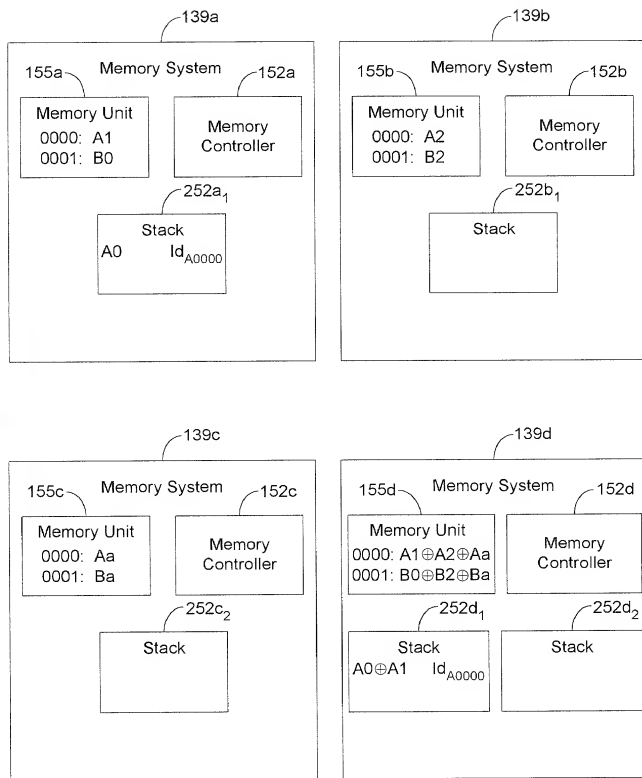 139a
Memory System
155a
152a
Memory Unit
0000: A1
0001: B0
Memory
Controller
252a1
Stack
A0 IdA0000
139b
Memory System
155b
152b
Memory Unit
0000: A2
0001: B2
Memory
Controller
252b1
Stack
139c
Memory System
155c
152c
Memory Unit
0000: Aa
0001: Ba
Memory
Controller
252c2
Stack
139d
Memory System
155d
152d
Memory Unit
0000: A1⊕A2⊕Aa
0001: B0⊕B2⊕Ba
Memory
Controller
252d1
Stack
A0⊕A1 IdA0000
252d2
Stack